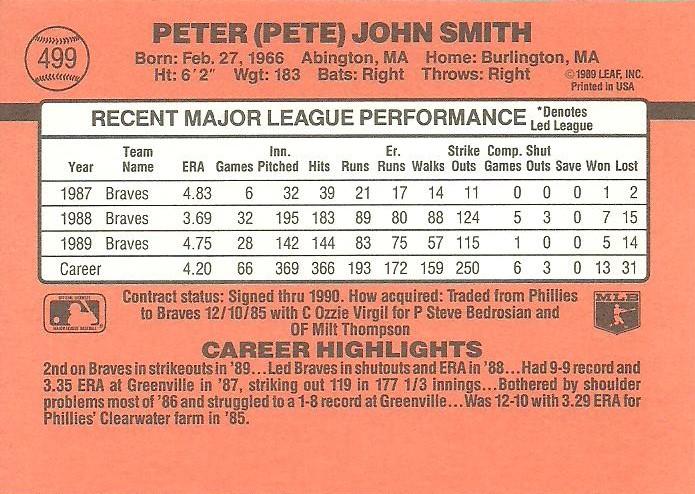 PETER (PETE) JOHN SMITH
499
Born: Feb. 27, 1966 Abington, MA Home: Burlington, MA
Ht: 6'2" Wgt: 183 Bats: Right Throws: Right
©1989 LEAF, INC.
Printed in USA
RECENT MAJOR LEAGUE PERFORMANCE *Denotes Led League
Year Team Name ERA Games Inn. Pitched Hits Runs Er. Runs Walks Strike Outs Comp. Games Shut Outs Save Won Lost
1987 Braves 4.83 6 32 39 21 17 14 11 0 0 0 1 2
1988 Braves 3.69 32 195 183 89 80 88 124 5 3 0 7 15
1989 Braves 4.75 28 142 144 83 75 57 115 1 0 0 5 14
Career 4.20 66 369 366 193 172 159 250 6 3 0 13 31
Contract status: Signed thru 1990. How acquired: Traded from Phillies
to Braves 12/10/85 with C Ozzie Virgil for P Steve Bedrosian and
OF Milt Thompson
MLB
CAREER HIGHLIGHTS
2nd on Braves in strikeouts in '89...Led Braves in shutouts and ERA in '88...Had 9-9 record and
3.35 ERA at Greenville in '87, striking out 119 in 177 1/3 innings...Bothered by shoulder
problems most of '86 and struggled to a 1-8 record at Greenville...Was 12-10 with 3.29 ERA for
Phillies' Clearwater farm in '85.